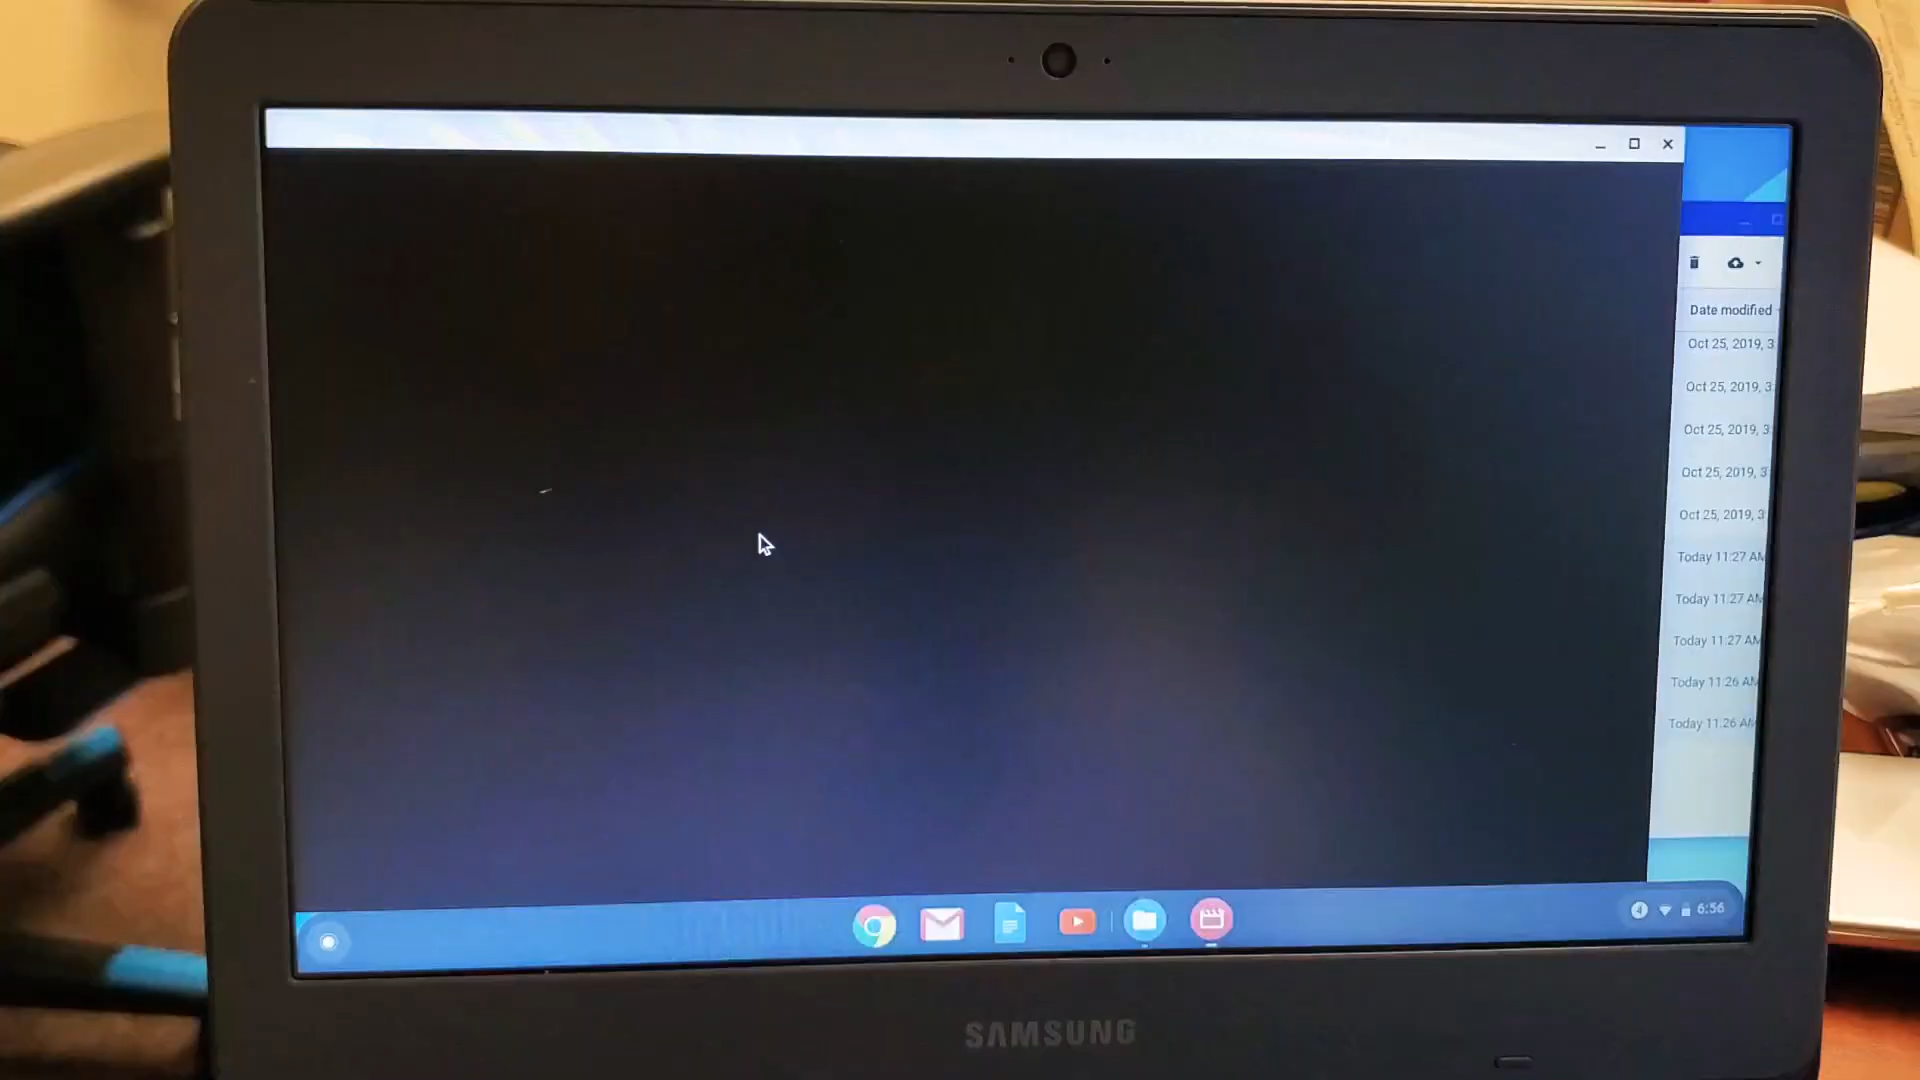 Date modified
Oct 25, 2019, 3
Oct 25, 2019, 3
Oct 25, 2019, 3
Oct 25, 2019, 3
Oct 25, 2019, 3
Today 11:27 AM
Today 11:27 AM
Today 11:27 AM
Today 11:26 AM
Today 11:26 AM
4 6:56
SAMSUNG